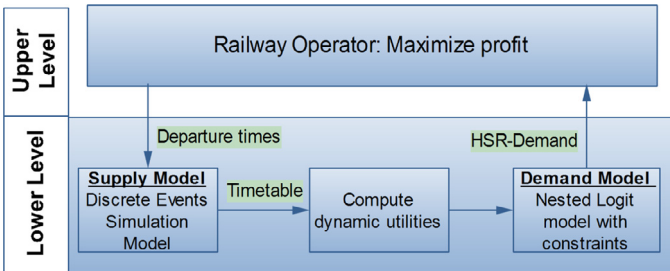 Upper
Level
Railway Operator: Maximize profit
Departure times
HSR-Demand
Lower Level
Supply Model
Discrete Events
Simulation
Model
Timetable
Compute
dynamic utilities
Demand Model
Nested Logit
model with
constraints